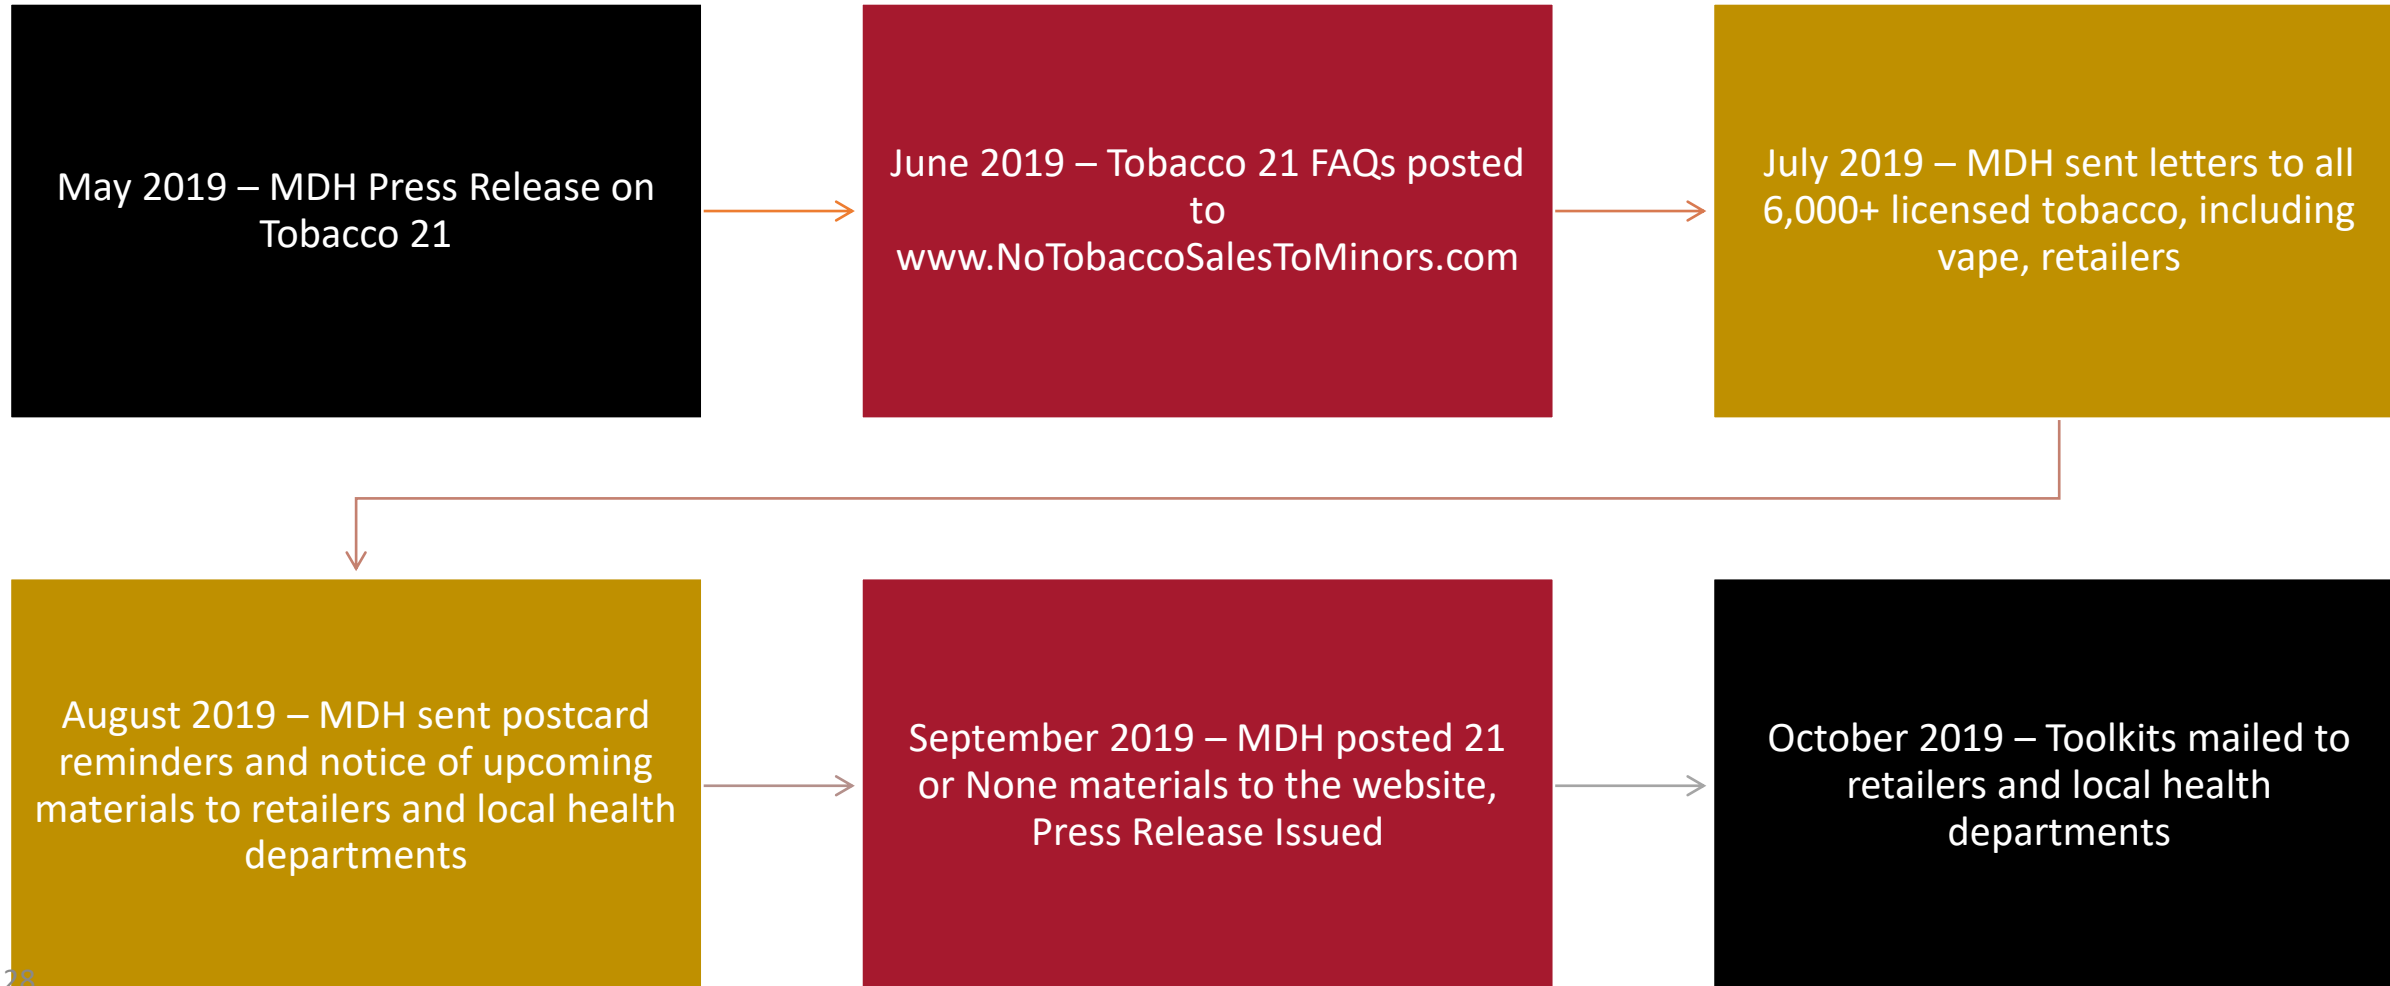 May 2019 – MDH Press Release on
Tobacco 21
June 2019 – Tobacco 21 FAQs posted
to
www.NoTobaccoSalesToMinors.com
July 2019 – MDH sent letters to all
6,000+ licensed tobacco, including
vape, retailers
August 2019 – MDH sent postcard
reminders and notice of upcoming
materials to retailers and local health
departments
September 2019 – MDH posted 21
or None materials to the website,
Press Release Issued
October 2019 – Toolkits mailed to
retailers and local health
departments
28